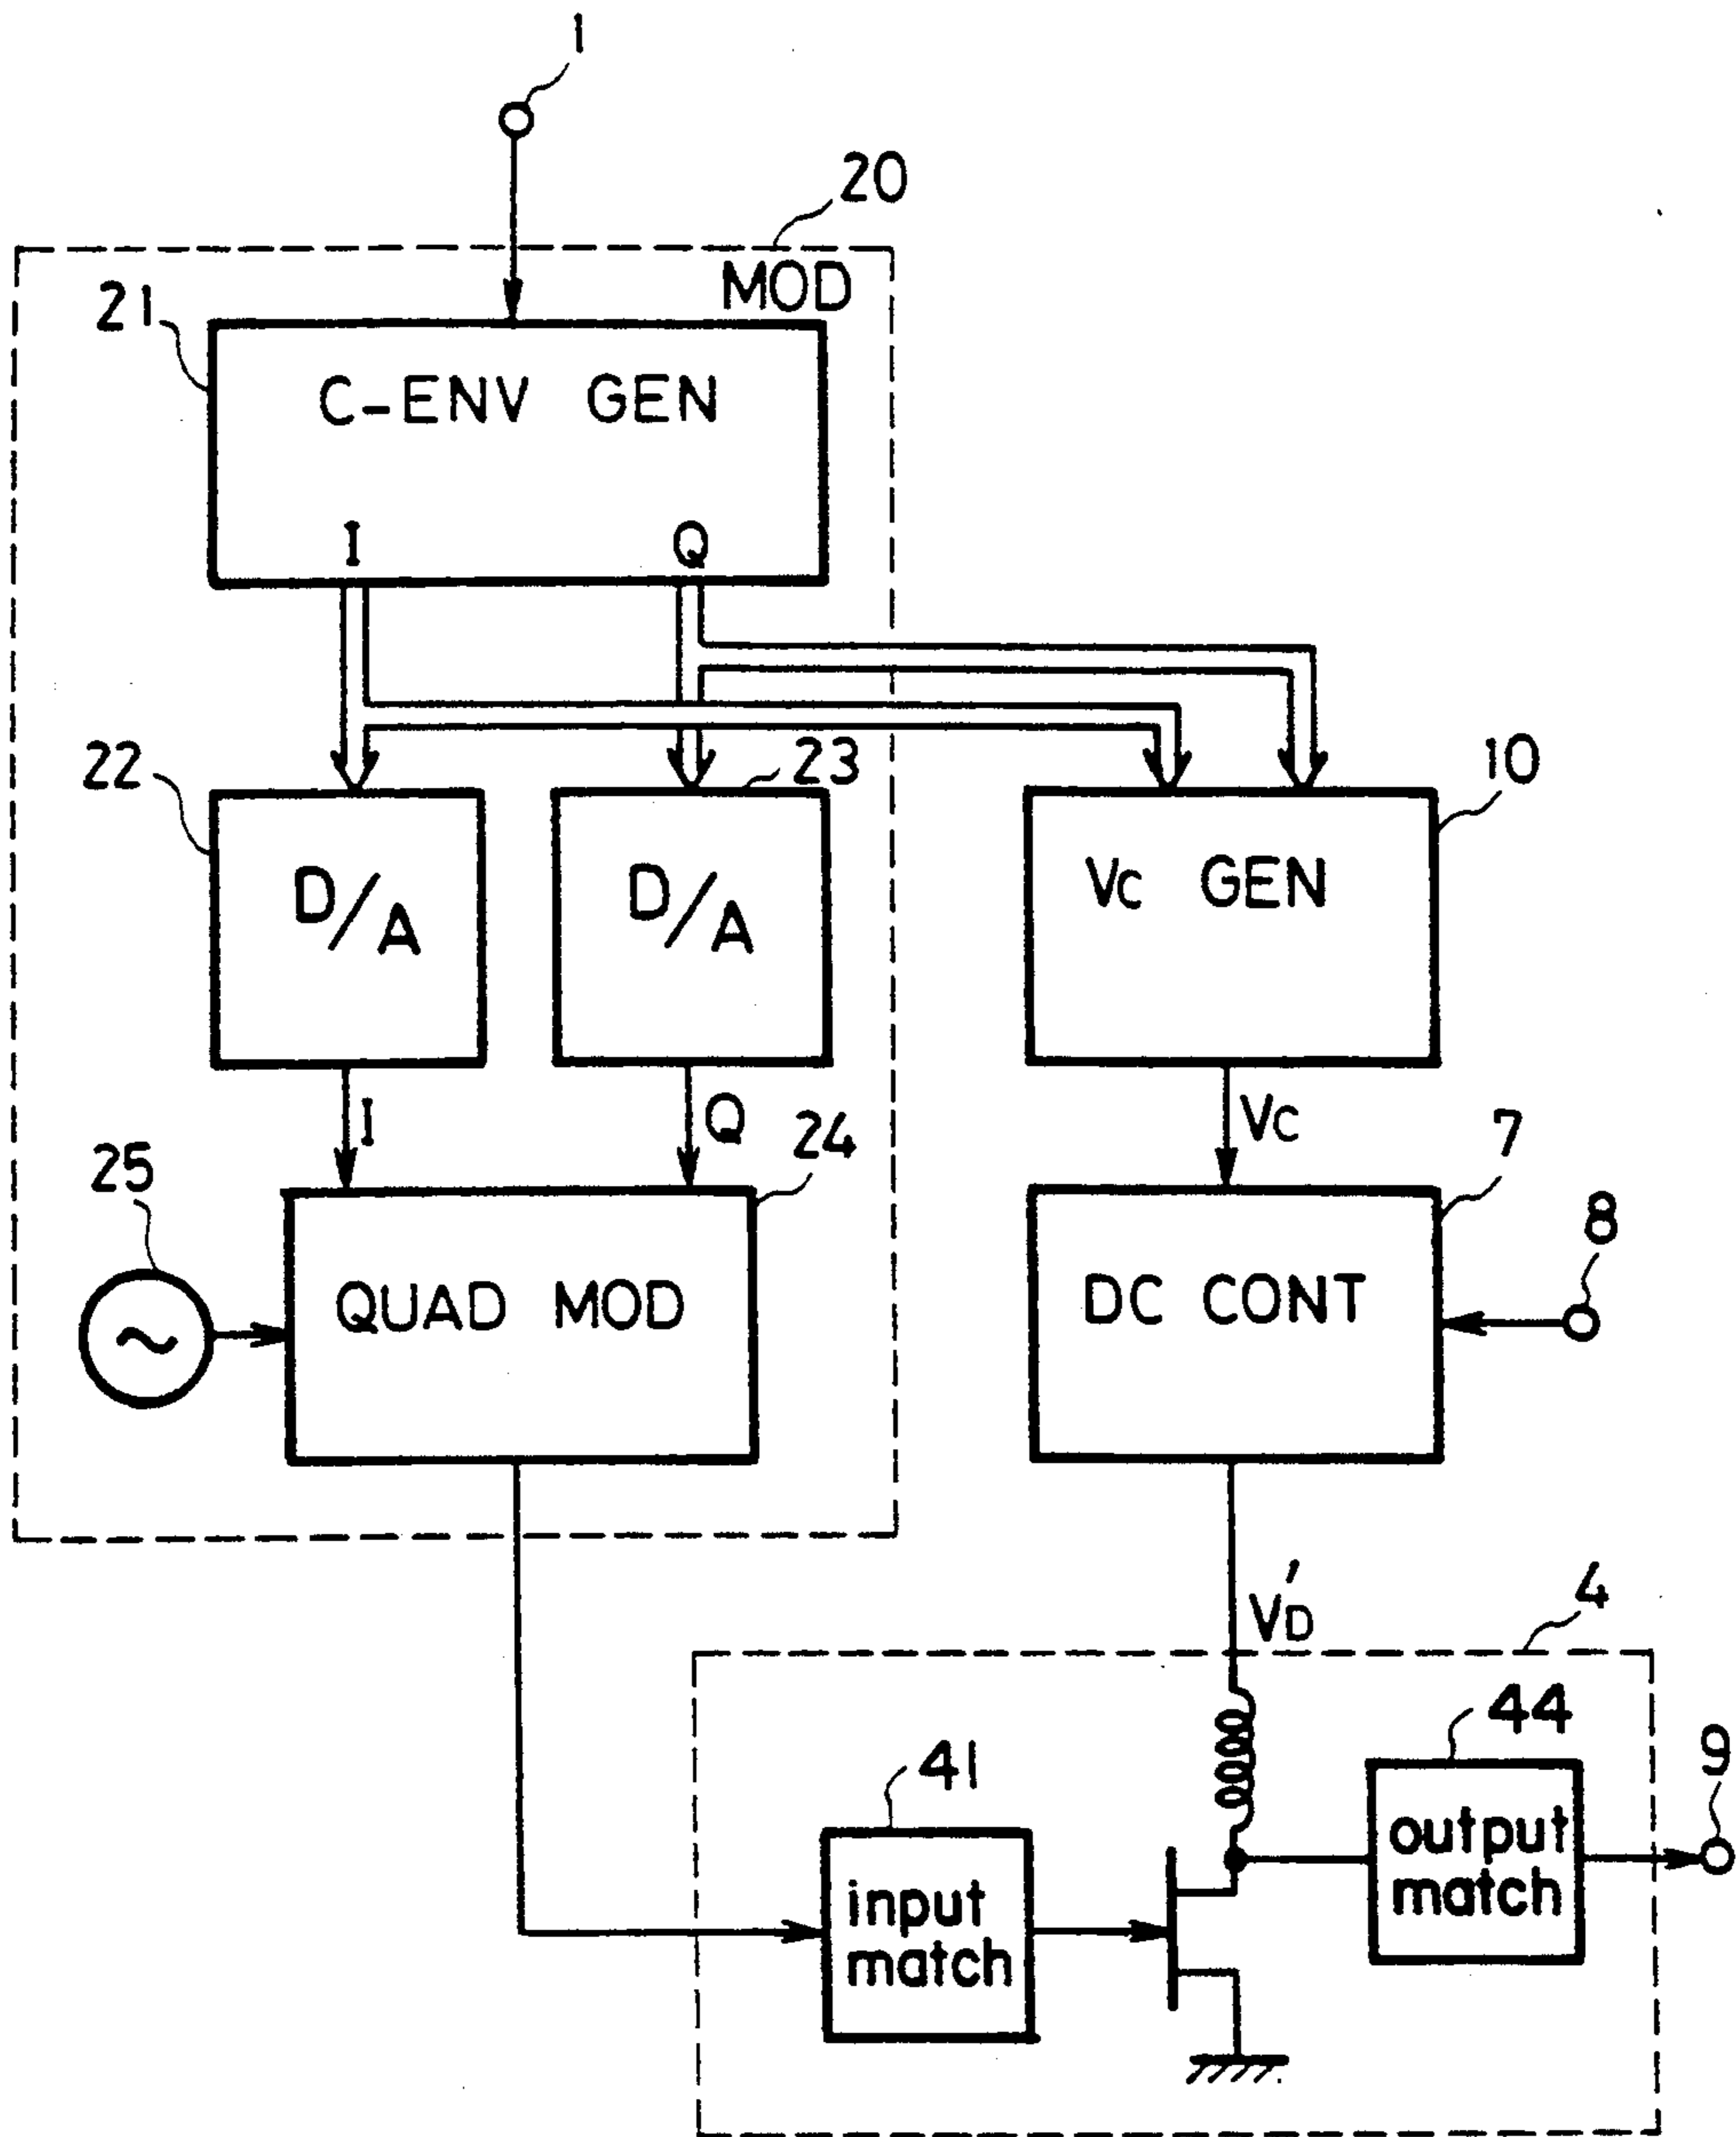 1
20
MOD
21
C-ENV GEN
I
Q
22
23
10
D/A
D/A
VC GEN
I
Q
VC
24
7
25
8
QUAD MOD
DC CONT
V'D
4
44
41
9
output
match
input
match